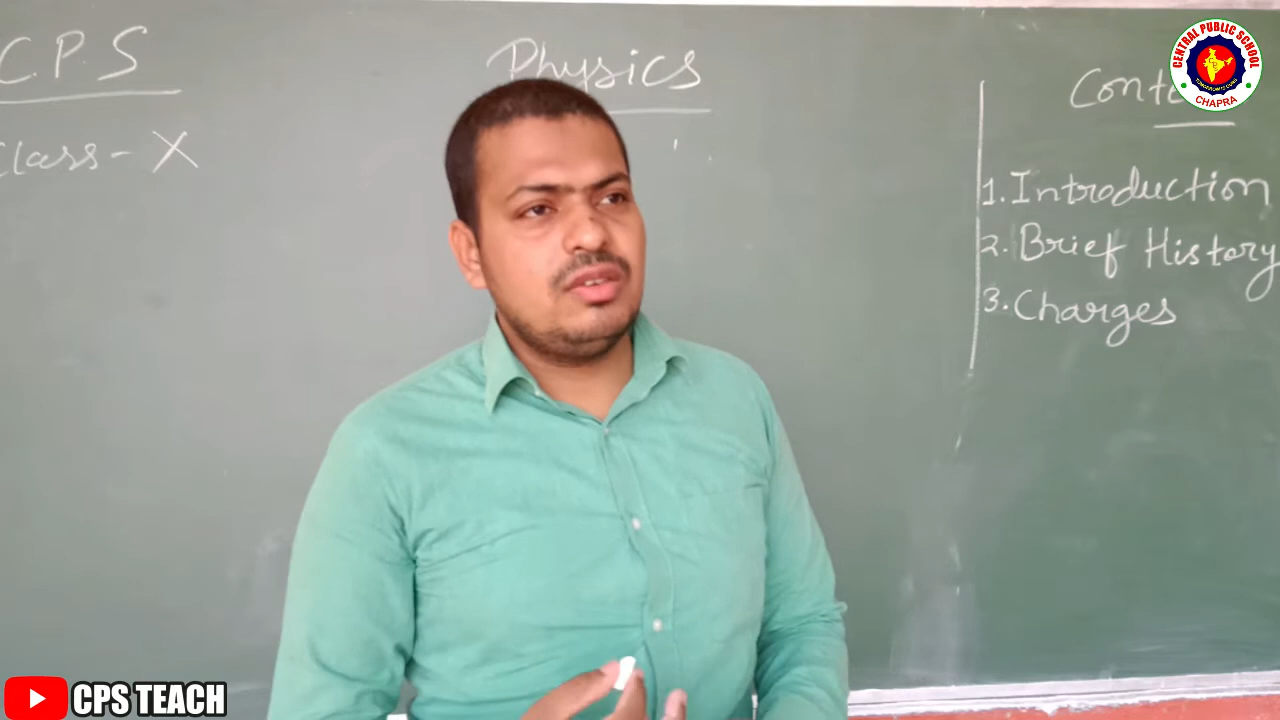 C.P.S
Class - X
Physics
Conte
1. Introduction
2. Brief History
3. Charges
CENTRAL PUBLIC SCHOOL
CHAPRA
CPS TEACH